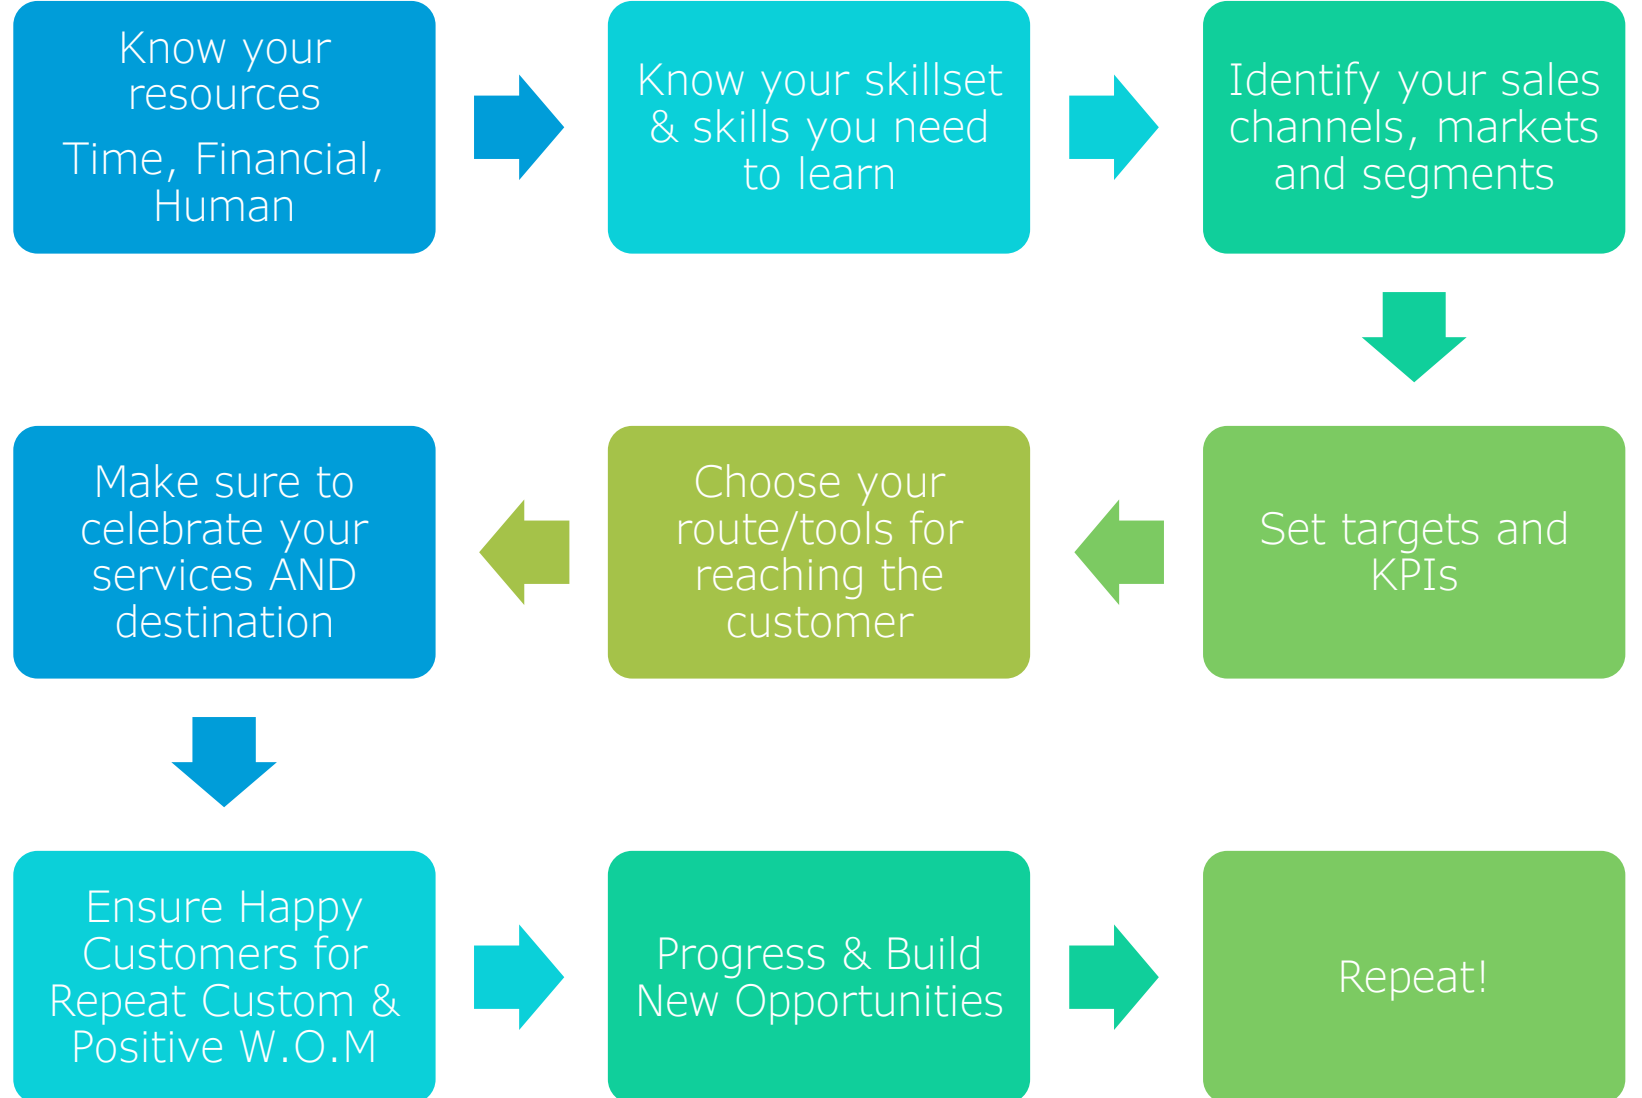 Know your
resources
Time, Financial,
Human
Know your skillset
& skills you need
to learn
Identify your sales
channels, markets
and segments
Set targets and
KPIs
Choose your
route/tools for
reaching the
customer
Make sure to
celebrate your
services AND
destination
Ensure Happy
Customers for
Repeat Custom &
Positive W.O.M
Progress & Build
New Opportunities
Repeat!